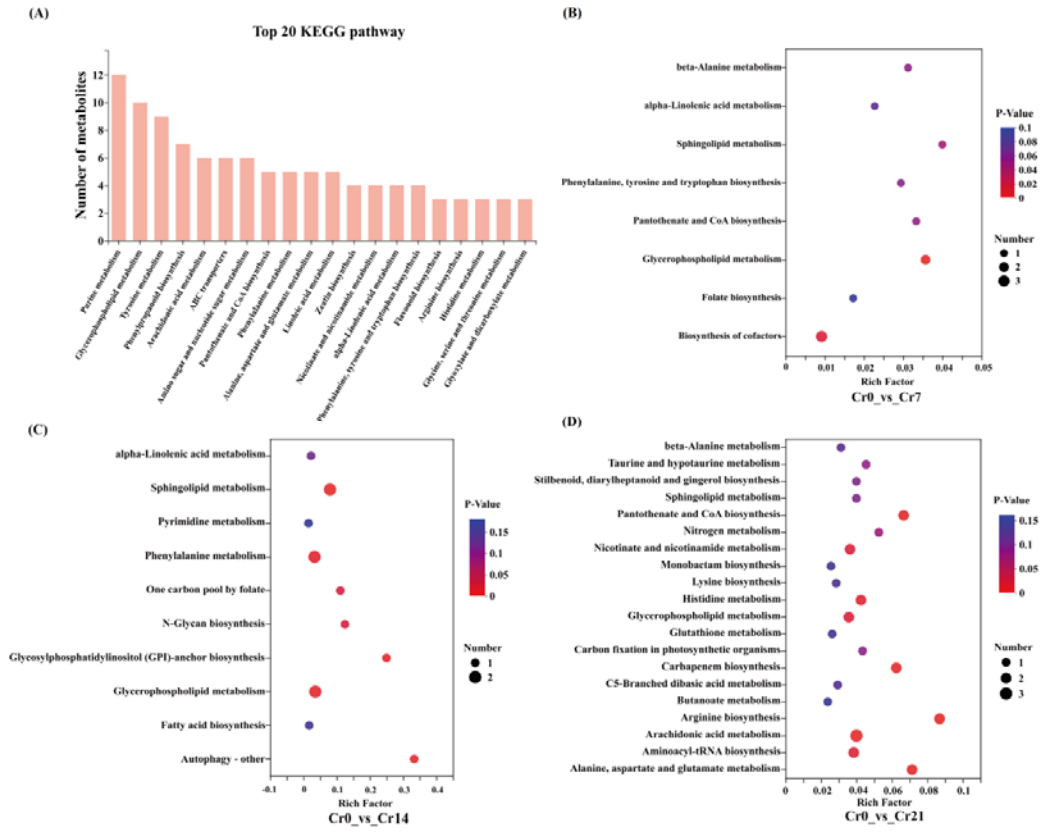 (A)
Top 20 KEGG pathway
Number of metabolites
12
10
8
6
4
2
0
Purine metabolism
Glycerophospholipid metabolism
Tyrosine metabolism
Phenylpropanoid biosynthesis
Arachidonic acid metabolism
ABC transporters
Amino sugar and nucleotide sugar metabolism
Pantothenate and CoA biosynthesis
Phenylalanine metabolism
Alanine, aspartate and glutamate metabolism
Linoleic acid metabolism
Zeatin biosynthesis
Nicotinate and nicotinamide metabolism
alpha-Linolenic acid metabolism
Phenylalanine, tyrosine and tryptophan biosynthesis
Flavonoid biosynthesis
Arginine biosynthesis
Histidine metabolism
Glycine, serine and threonine metabolism
Glyoxylate and dicarboxylate metabolism
(B)
beta-Alanine metabolism
alpha-Linolenic acid metabolism
Sphingolipid metabolism
Phenylalanine, tyrosine and tryptophan biosynthesis
Pantothenate and CoA biosynthesis
Glycerophospholipid metabolism
Folate biosynthesis
Biosynthesis of cofactors
0 0.01 0.02 0.03 0.04 0.05
Rich Factor
Cr0_vs_Cr7
P-Value
0.1
0.08
0.06
0.04
0.02
0
Number
1
2
3
(C)
alpha-Linolenic acid metabolism
Sphingolipid metabolism
Pyrimidine metabolism
Phenylalanine metabolism
One carbon pool by folate
N-Glycan biosynthesis
Glycosylphosphatidylinositol (GPI)-anchor biosynthesis
Glycerophospholipid metabolism
Fatty acid biosynthesis
Autophagy - other
-0.1 0 0.1 0.2 0.3 0.4
Rich Factor
Cr0_vs_Cr14
P-Value
0.15
0.1
0.05
0
Number
1
2
(D)
beta-Alanine metabolism
Taurine and hypotaurine metabolism
Stilbenoid, diarylheptanoid and gingerol biosynthesis
Sphingolipid metabolism
Pantothenate and CoA biosynthesis
Nitrogen metabolism
Nicotinate and nicotinamide metabolism
Monobactam biosynthesis
Lysine biosynthesis
Histidine metabolism
Glycerophospholipid metabolism
Glutathione metabolism
Carbon fixation in photosynthetic organisms
Carbapenem biosynthesis
C5-Branched dibasic acid metabolism
Butanoate metabolism
Arginine biosynthesis
Arachidonic acid metabolism
Aminoacyl-tRNA biosynthesis
Alanine, aspartate and glutamate metabolism
0.02 0.04 0.06 0.08 0.1
Rich Factor
Cr0_vs_Cr21
P-Value
0.15
0.1
0.05
0
Number
1
2
3